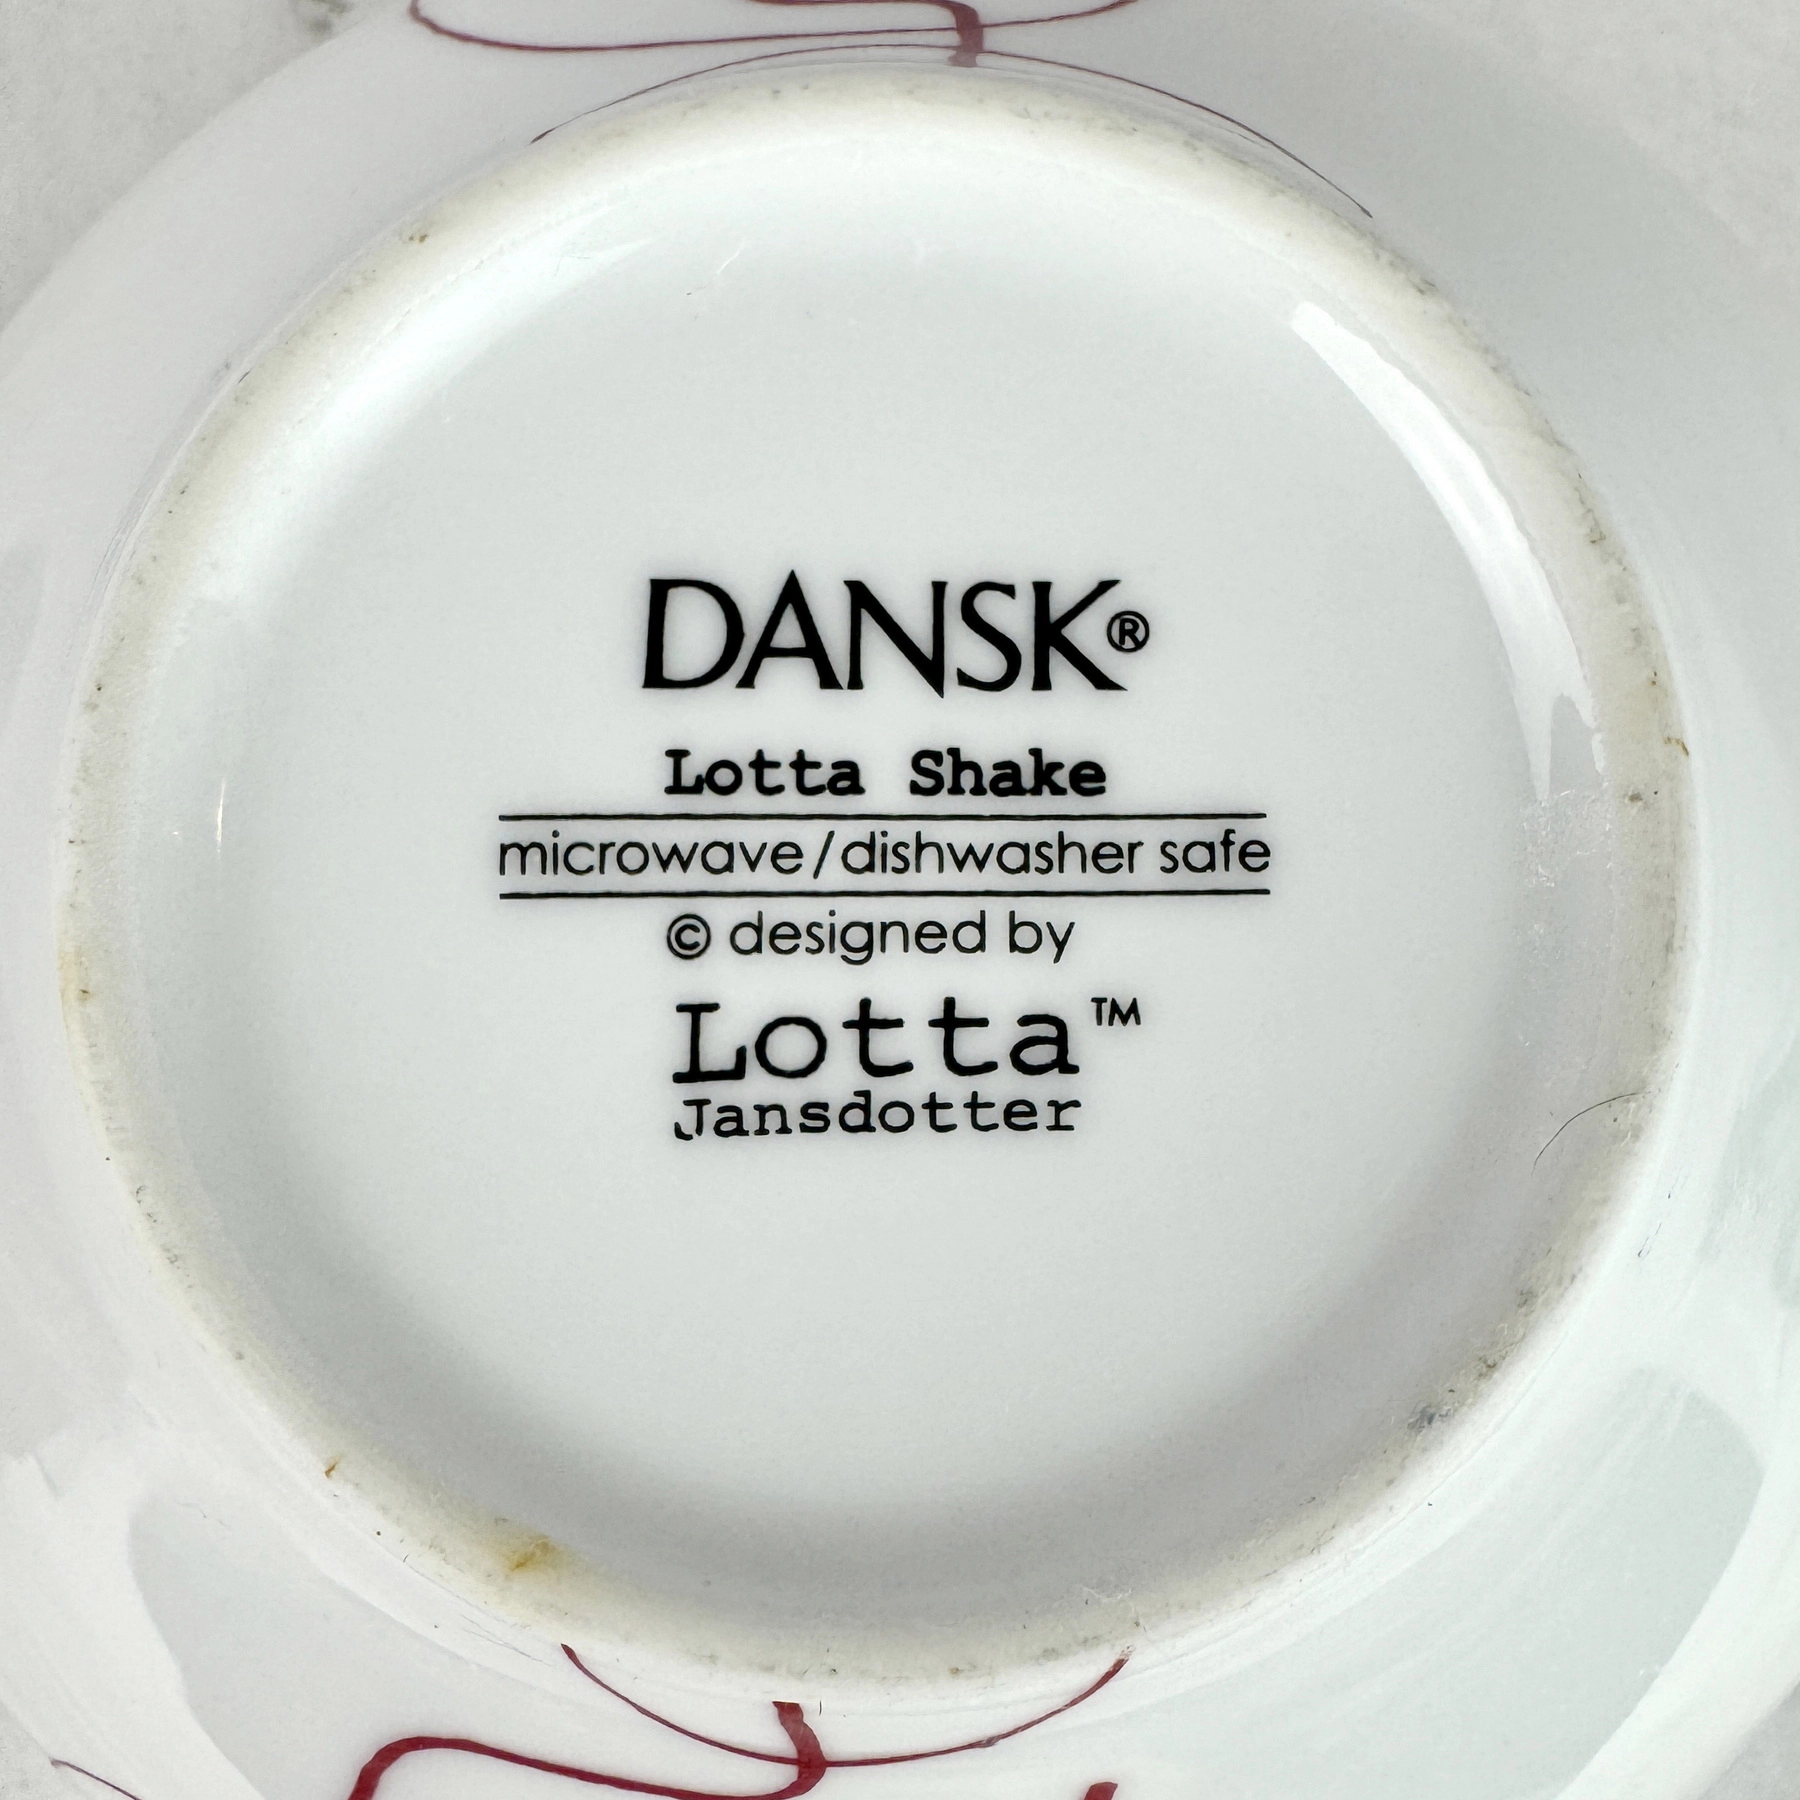 DANSK®
Lotta Shake
microwave/dishwasher safe
© designed by
Lotta™
Jansdotter